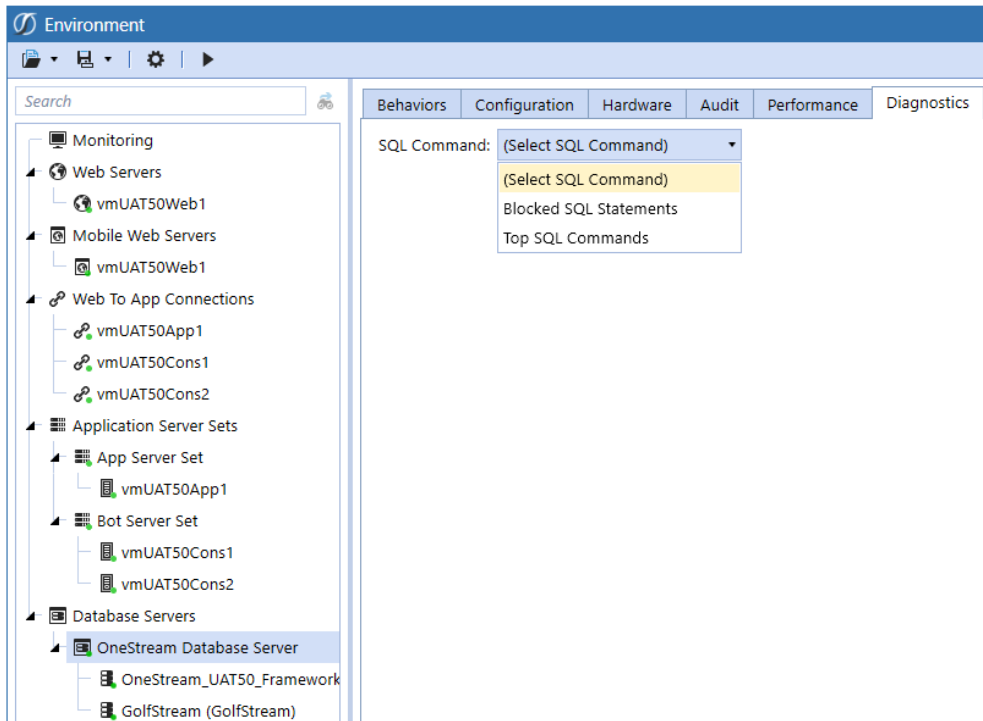 Environment
Search
Monitoring
Web Servers
vmUAT50Web1
Mobile Web Servers
vmUAT50Web1
Web To App Connections
vmUAT50App1
vmUAT50Cons1
vmUAT50Cons2
Application Server Sets
App Server Set
vmUAT50App1
Bot Server Set
vmUAT50Cons1
vmUAT50Cons2
Database Servers
OneStream Database Server
OneStream_UAT50_Framework
GolfStream (GolfStream)
Behaviors Configuration Hardware Audit Performance Diagnostics
SQL Command: (Select SQL Command)
(Select SQL Command)
Blocked SQL Statements
Top SQL Commands